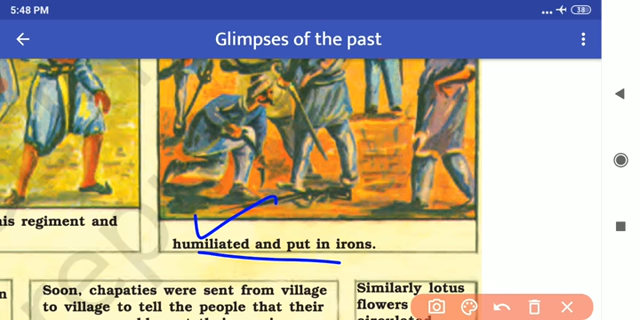 5:48 PM
38
Glimpses of the past
his regiment and
humiliated and put in irons.
Soon, chapaties were sent from village
to village to tell the people that their
Similarly lotus
flowers